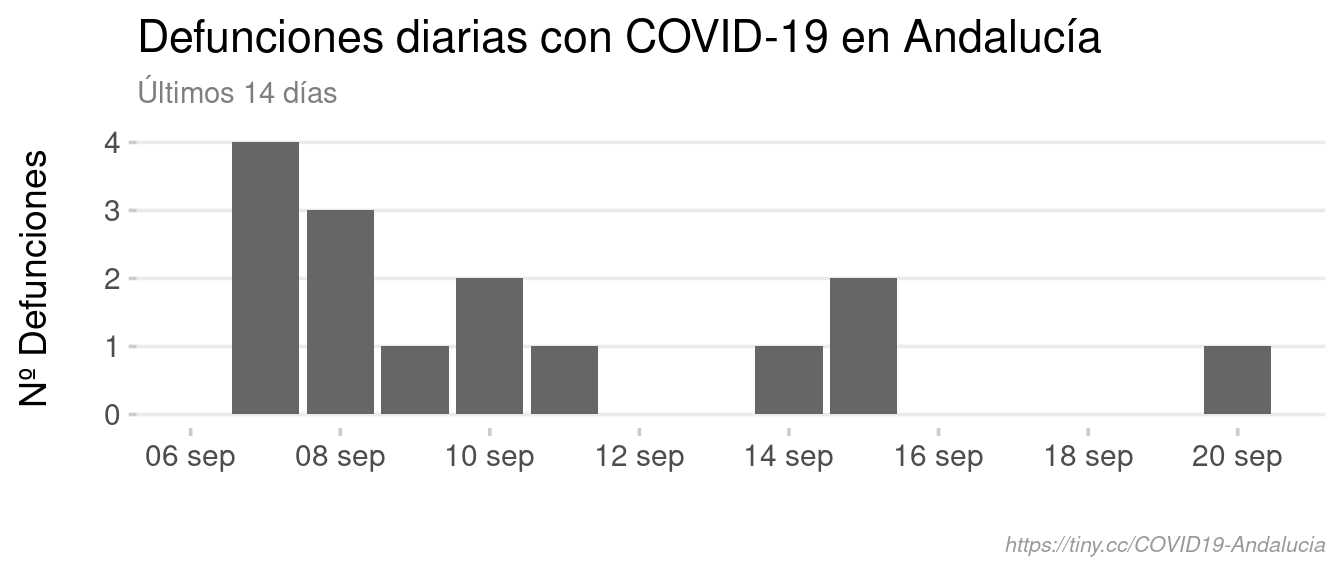 Defunciones diarias con COVID-19 en Andalucía
Últimos 14 días
Nº Defunciones
4
3
2
1
0
06 sep 08 sep 10 sep 12 sep 14 sep 16 sep 18 sep 20 sep
https://tiny.cc/COVID19-Andalucia